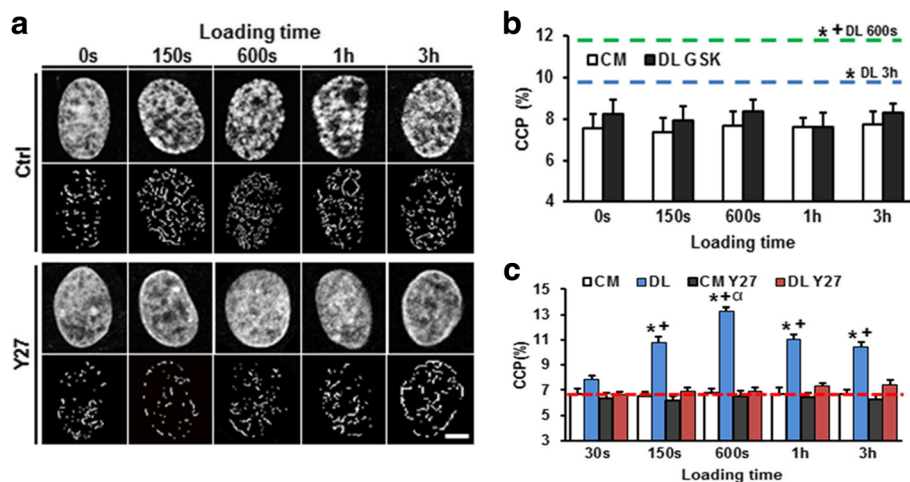 a
Loading time
0s 150s 600s 1h 3h
Ctrl
Y27
b
* + DL 600s
CM DL GSK
* DL 3h
CCP (%)
12
10
8
6
4
0s 150s 600s 1h 3h
Loading time
c
CM DL CM Y27 DL Y27
CCP(%)
15
13
11
9
7
5
3
* +
* + α
* +
* +
30s 150s 600s 1h 3h
Loading time